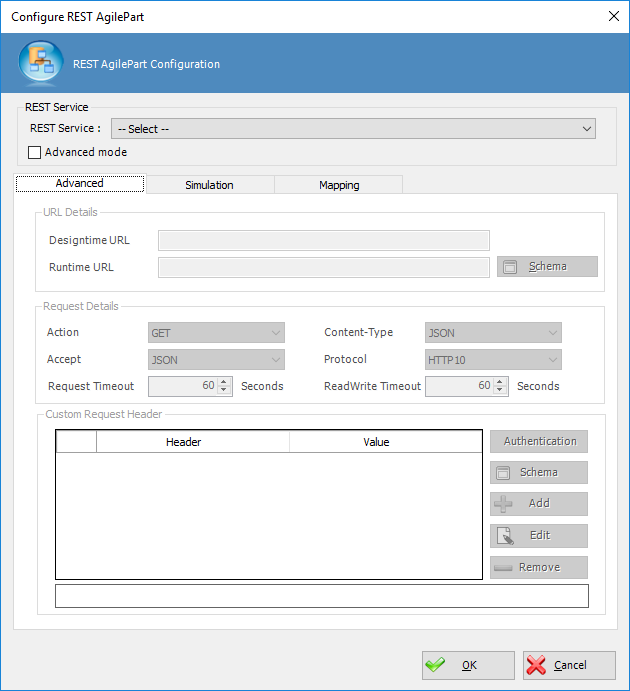 Configure REST AgilePart
REST AgilePart Configuration
REST Service
REST Service : -- Select --
Advanced mode
Advanced Simulation Mapping
URL Details
Designtime URL
Runtime URL Schema
Request Details
Action GET Content-Type JSON
Accept JSON Protocol HTTP10
Request Timeout 60 Seconds ReadWrite Timeout 60 Seconds
Custom Request Header
Header Value Authentication
Schema
Add
Edit
Remove
OK Cancel